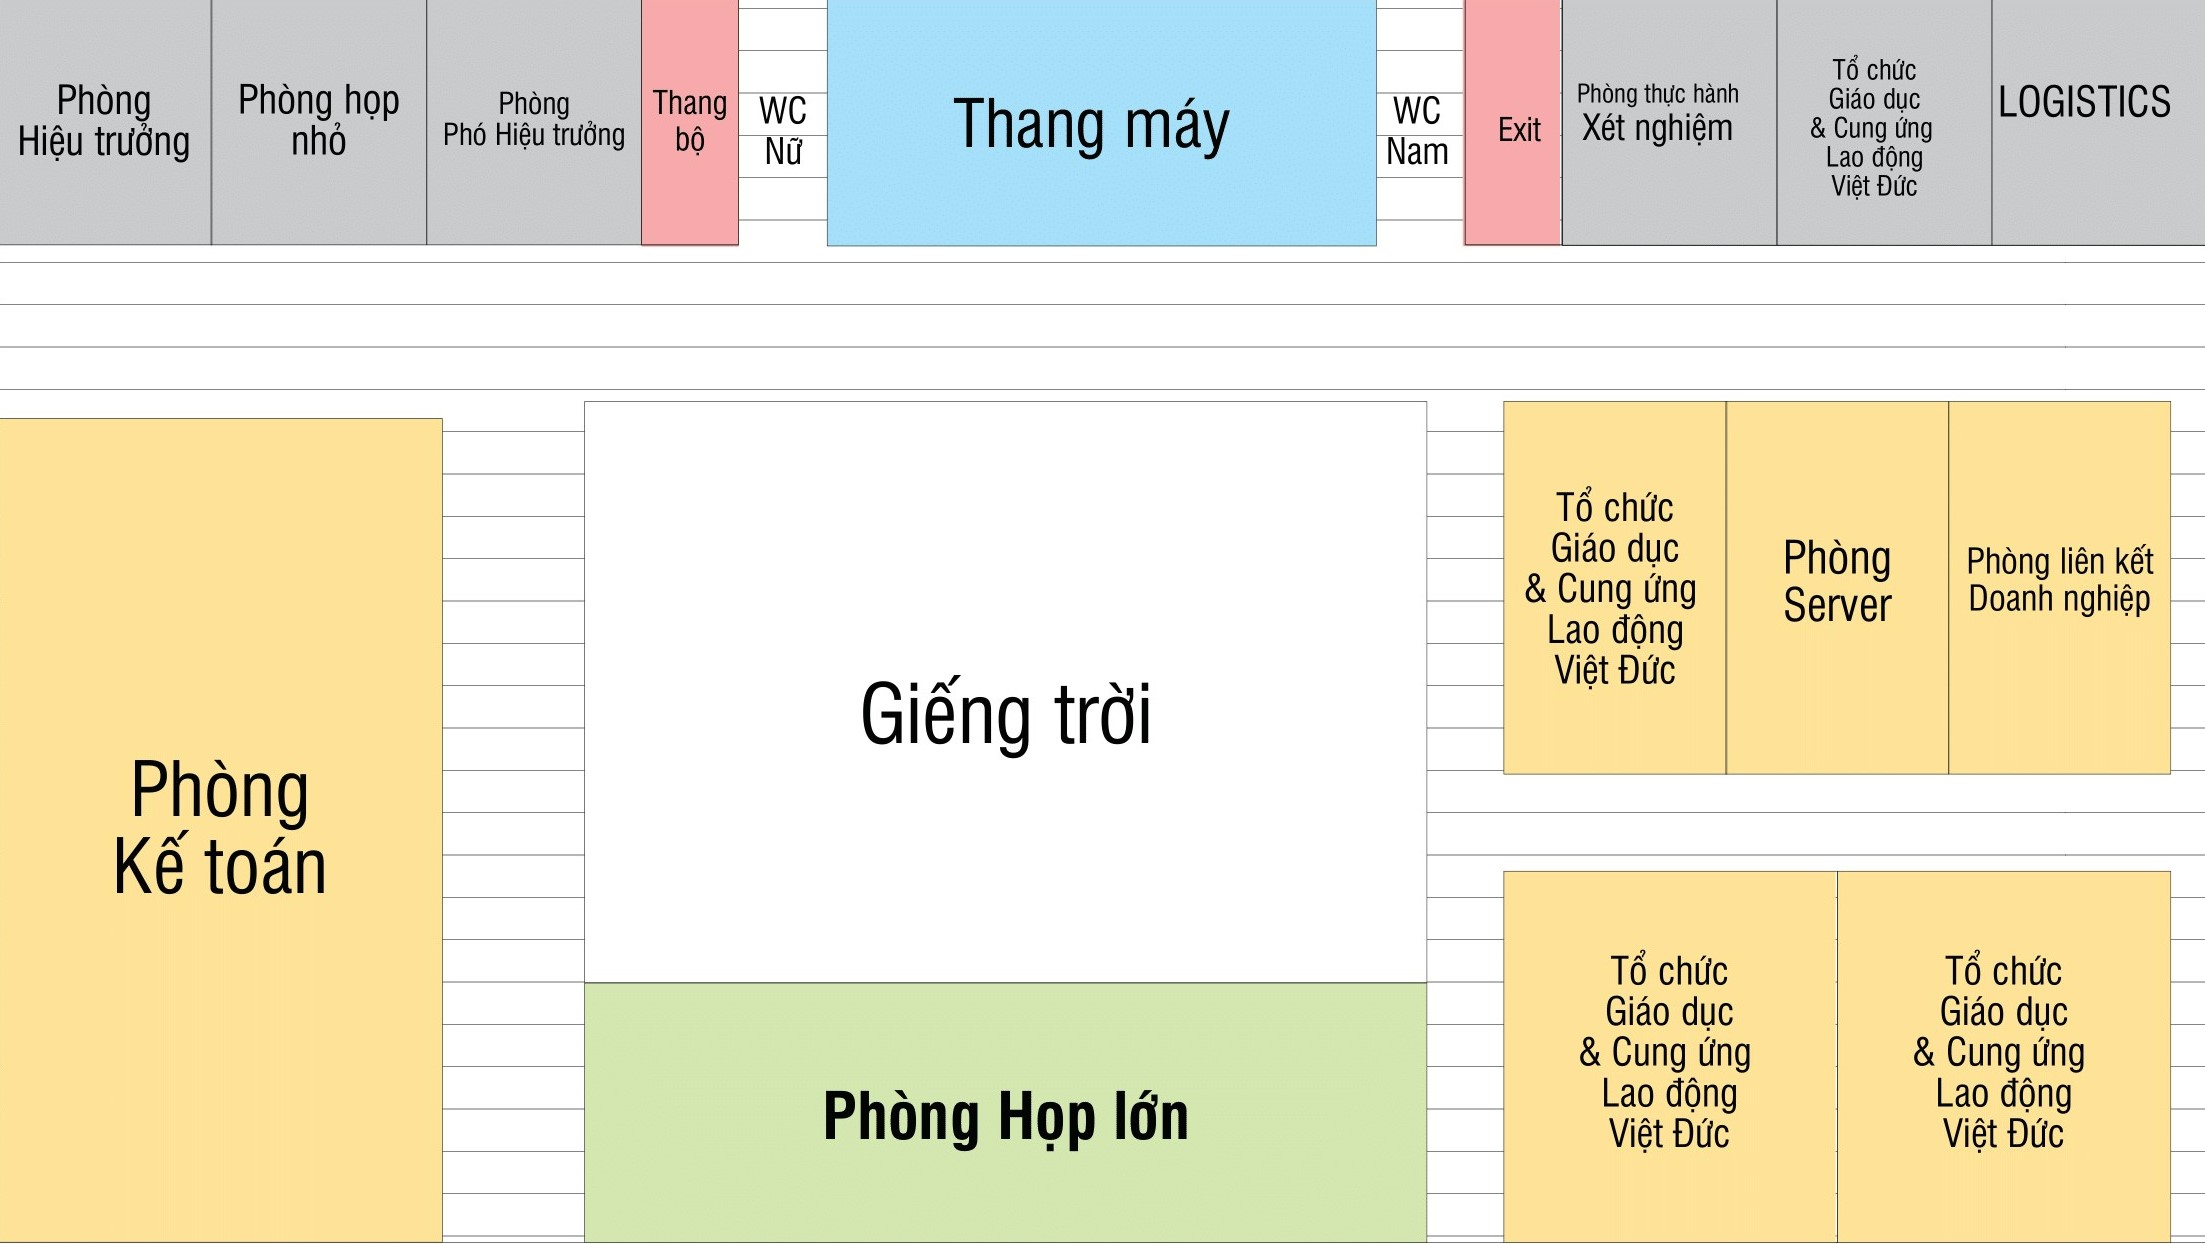 Phòng
Hiệu trưởng
Phòng họp
nhỏ
Phòng
Phó Hiệu trưởng
Thang
bộ
WC
Nữ
Thang máy
WC
Nam
Exit
Phòng thực hành
Xét nghiệm
Tổ chức
Giáo dục
& Cung ứng
Lao động
Việt Đức
LOGISTICS
Phòng
Kế toán
Giếng trời
Phòng Họp lớn
Tổ chức
Giáo dục
& Cung ứng
Lao động
Việt Đức
Phòng
Server
Phòng liên kết
Doanh nghiệp
Tổ chức
Giáo dục
& Cung ứng
Lao động
Việt Đức
Tổ chức
Giáo dục
& Cung ứng
Lao động
Việt Đức